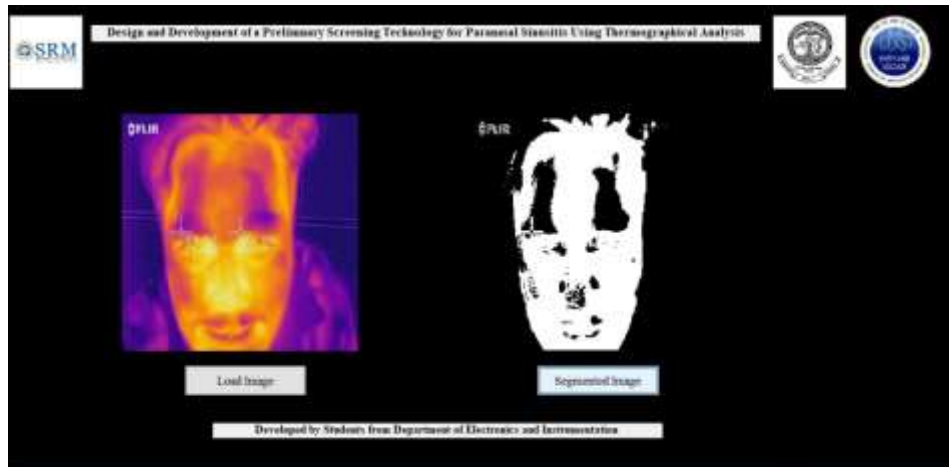 SRM
Design and Development of a Preliminary Screening Technology for Paranasal Sinusitis Using Thermographical Analysis
FLIR
FLIR
Load Image
Segmented Image
Developed by Students from Department of Electronics and Instrumentation